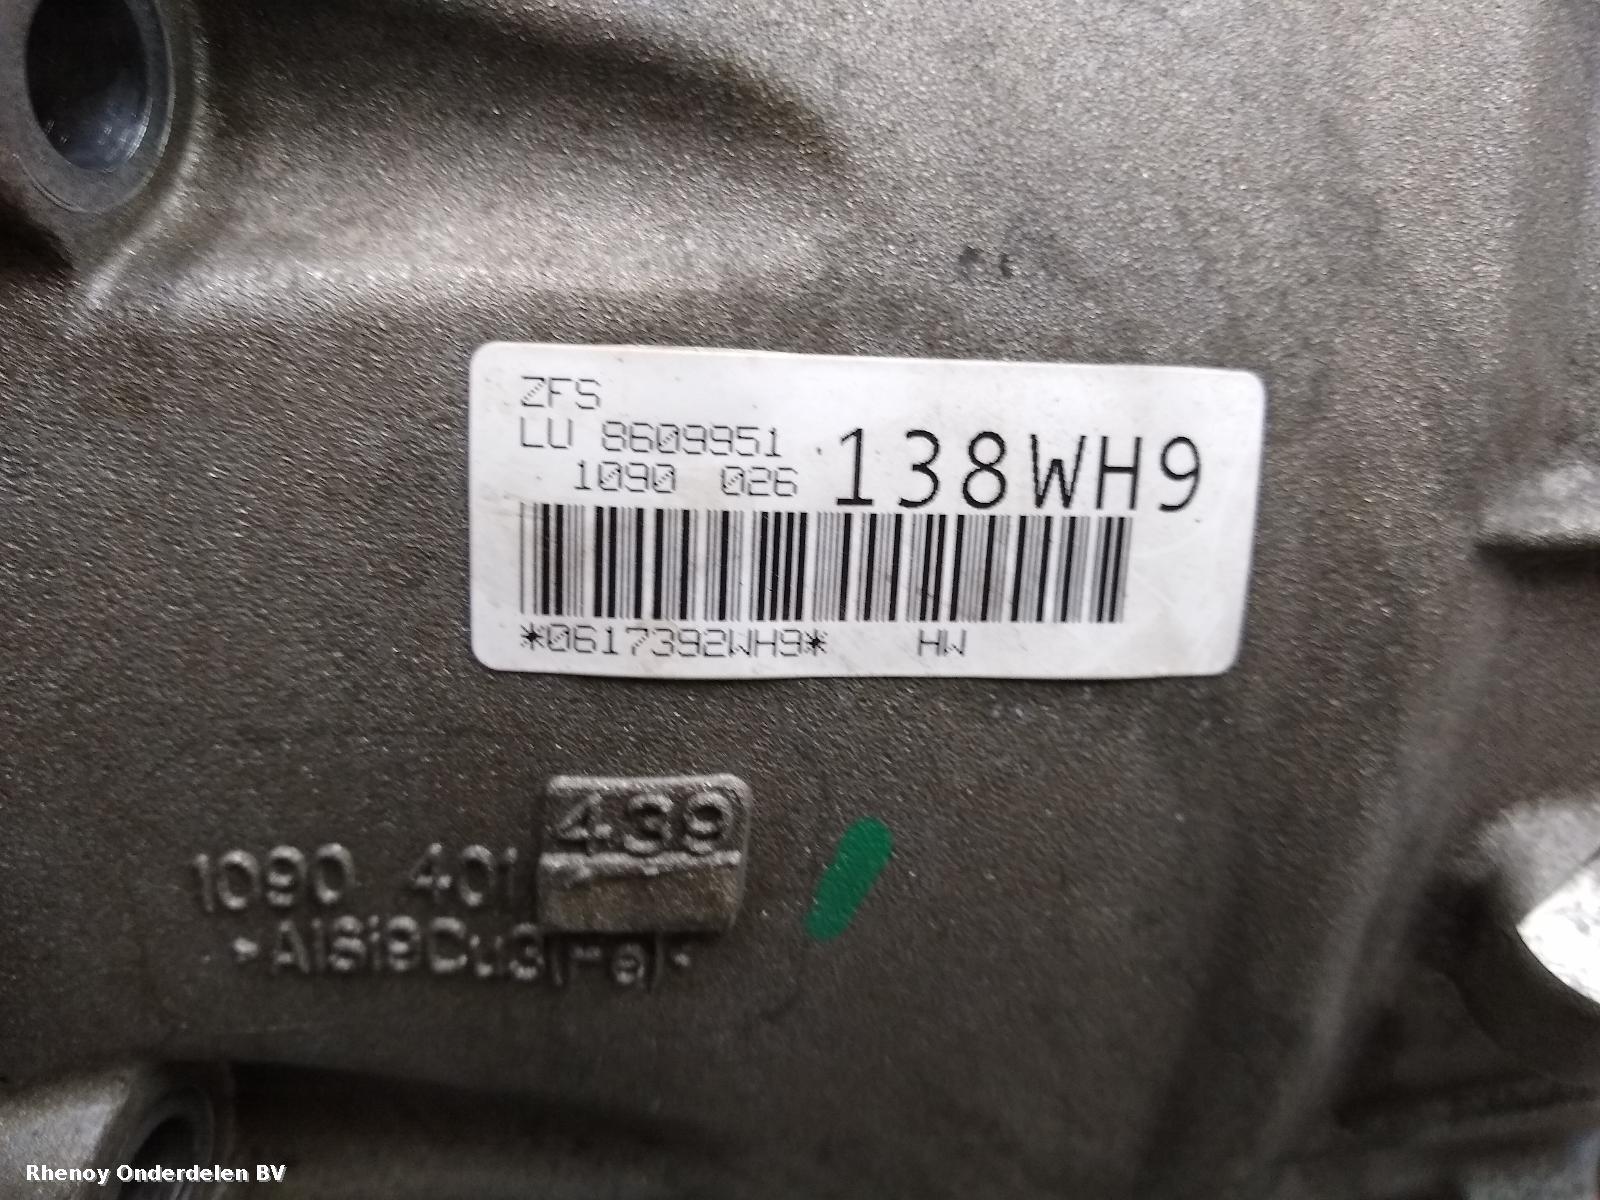 ZFS
LU 8609951
1090 026
138WH9
*0617392WH9* HW
439
1090 401
*AlSi9Cu3(Fe)*
Rhenoy Onderdelen BV